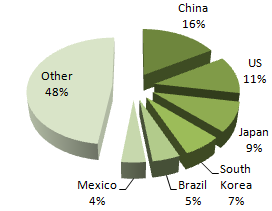 China
16%
US
11%
Japan
9%
South
Korea
7%
Brazil
5%
Mexico
4%
Other
48%